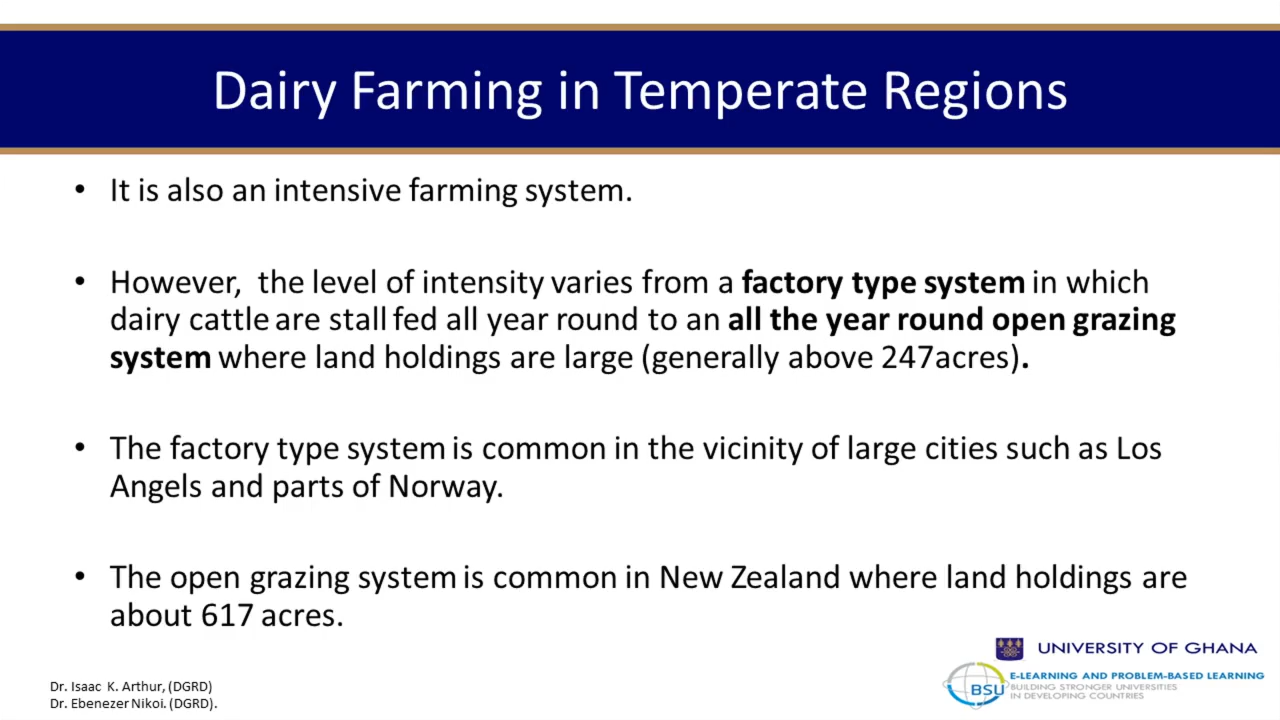 Dairy Farming in Temperate Regions
• It is also an intensive farming system.
• However,  the level of intensity varies from a factory type system in which
dairy cattle are stall fed all year round to an all the year round open grazing
system where land holdings are large (generally above 247acres).
• The factory type system is common in the vicinity of large cities such as Los
Angels and parts of Norway.
• The open grazing system is common in New Zealand where land holdings are
about 617 acres.
UNIVERSITY OF GHANA
BSU
E-LEARNING AND PROBLEM-BASED LEARNING
BUILDING STRONGER UNIVERSITIES
IN DEVELOPING COUNTRIES
Dr. Isaac K. Arthur, (DGRD)
Dr. Ebenezer Nikoi. (DGRD).